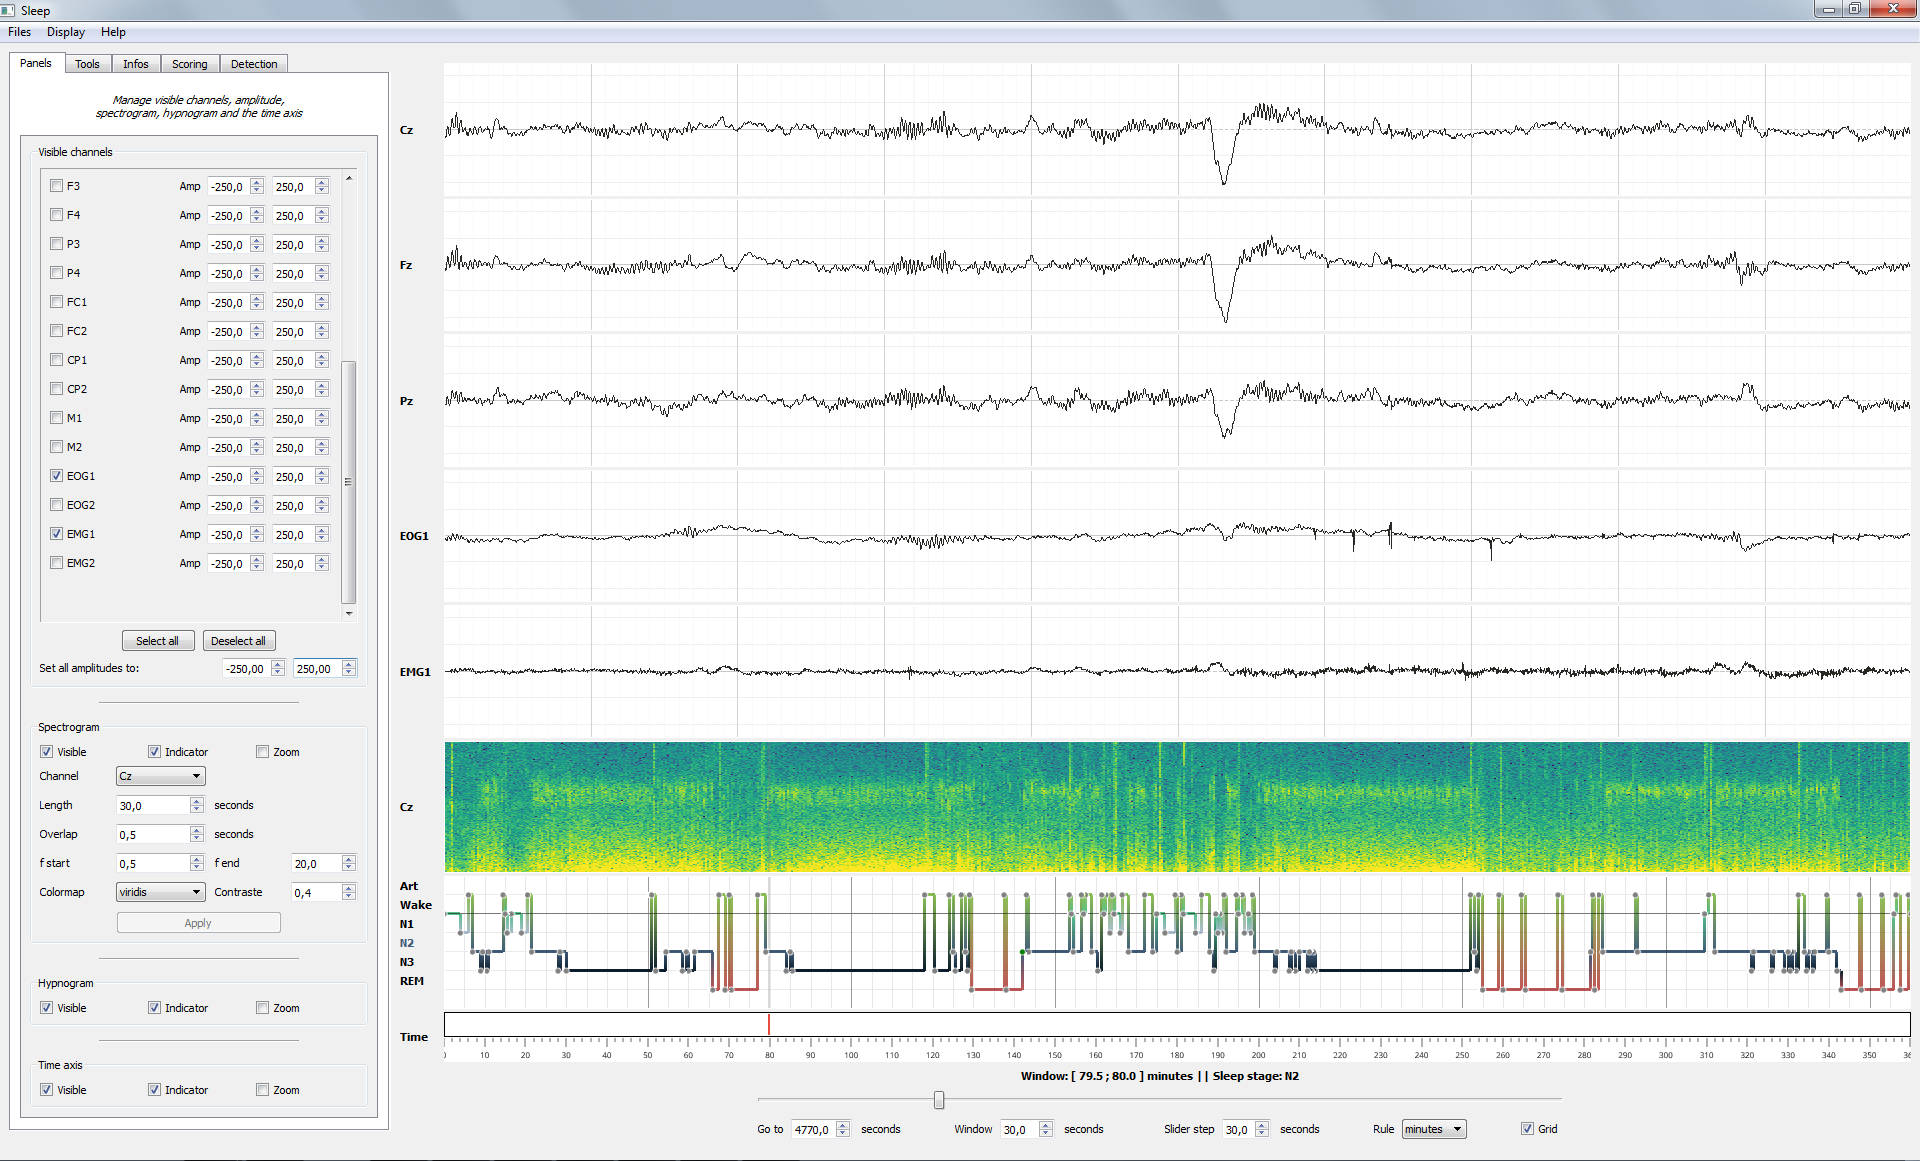 Sleep
Files Display Help
Panels Tools Infos Scoring Detection
Manage visible channels, amplitude,
spectrogram, hypnogram and the time axis
Visible channels
F3 Amp -250,0 250,0
F4 Amp -250,0 250,0
P3 Amp -250,0 250,0
P4 Amp -250,0 250,0
FC1 Amp -250,0 250,0
FC2 Amp -250,0 250,0
CP1 Amp -250,0 250,0
CP2 Amp -250,0 250,0
M1 Amp -250,0 250,0
M2 Amp -250,0 250,0
EOG1 Amp -250,0 250,0
EOG2 Amp -250,0 250,0
EMG1 Amp -250,0 250,0
EMG2 Amp -250,0 250,0
Select all Deselect all
Set all amplitudes to: -250,00 250,00
Spectrogram
Visible Indicator Zoom
Channel Cz
Length 30,0 seconds
Overlap 0,5 seconds
f start 0,5 f end 20,0
Colormap viridis Contraste 0,4
Apply
Hypnogram
Visible Indicator Zoom
Time axis
Visible Indicator Zoom
Cz
Fz
Pz
EOG1
EMG1
Cz
Art
Wake
N1
N2
N3
REM
Time
10 20 30 40 50 60 70 80 90 100 110 120 130 140 150 160 170 180 190 200 210 220 230 240 250 260 270 280 290 300 310 320 330 340 350
Window: [ 79.5 ; 80.0 ] minutes || Sleep stage: N2
Go to 4770,0 seconds Window 30,0 seconds Slider step 30,0 seconds Rule minutes Grid